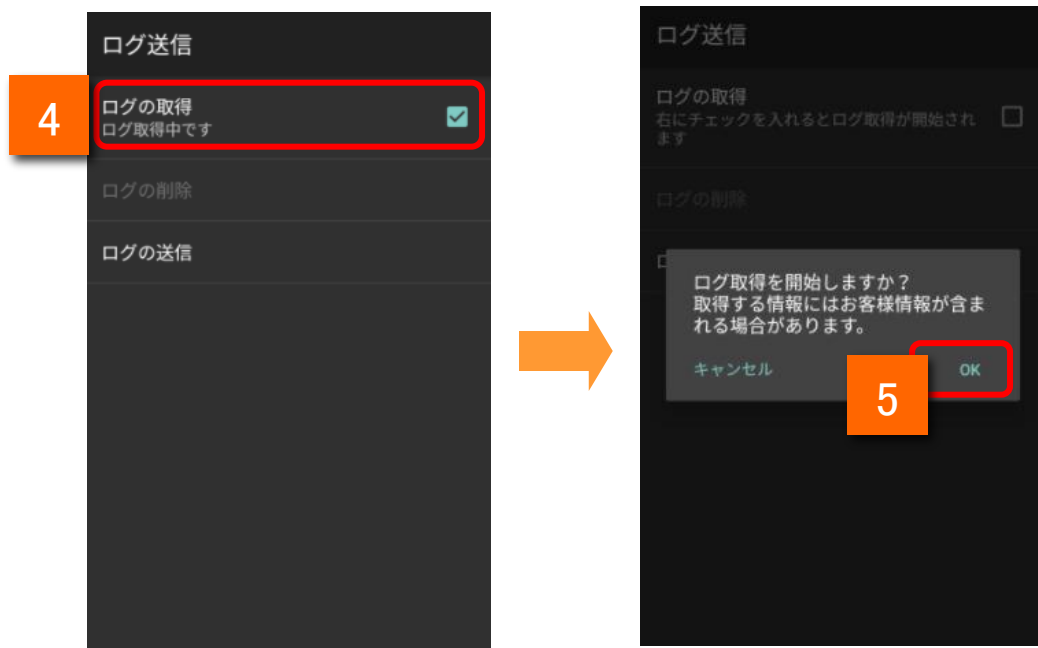 ログ送信
4
ログの取得
ログ取得中です
ログの削除
ログの送信
ログ送信
ログの取得
右にチェックを入れるとログ取得が開始され
ます
ログの削除
ロ
ログ取得を開始しますか？
取得する情報にはお客様情報が含ま
れる場合があります。
キャンセル
OK
5